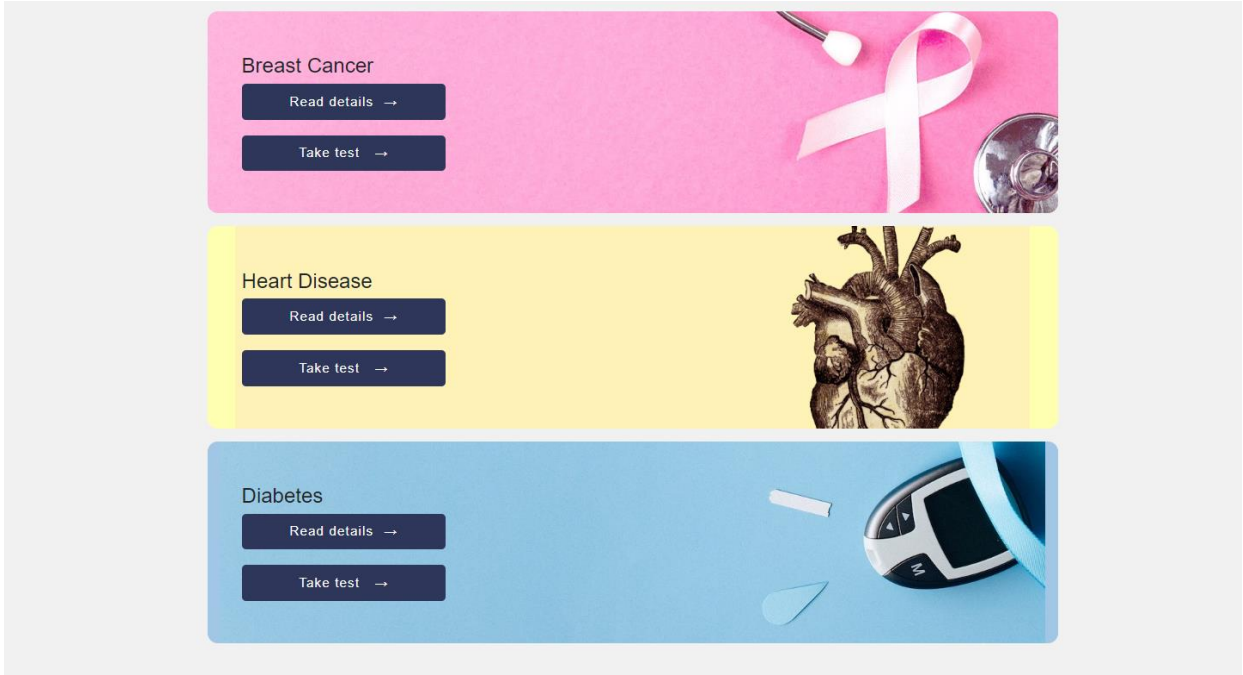 Breast Cancer
Read details →
Take test →
Heart Disease
Read details →
Take test →
Diabetes
Read details →
Take test →
M